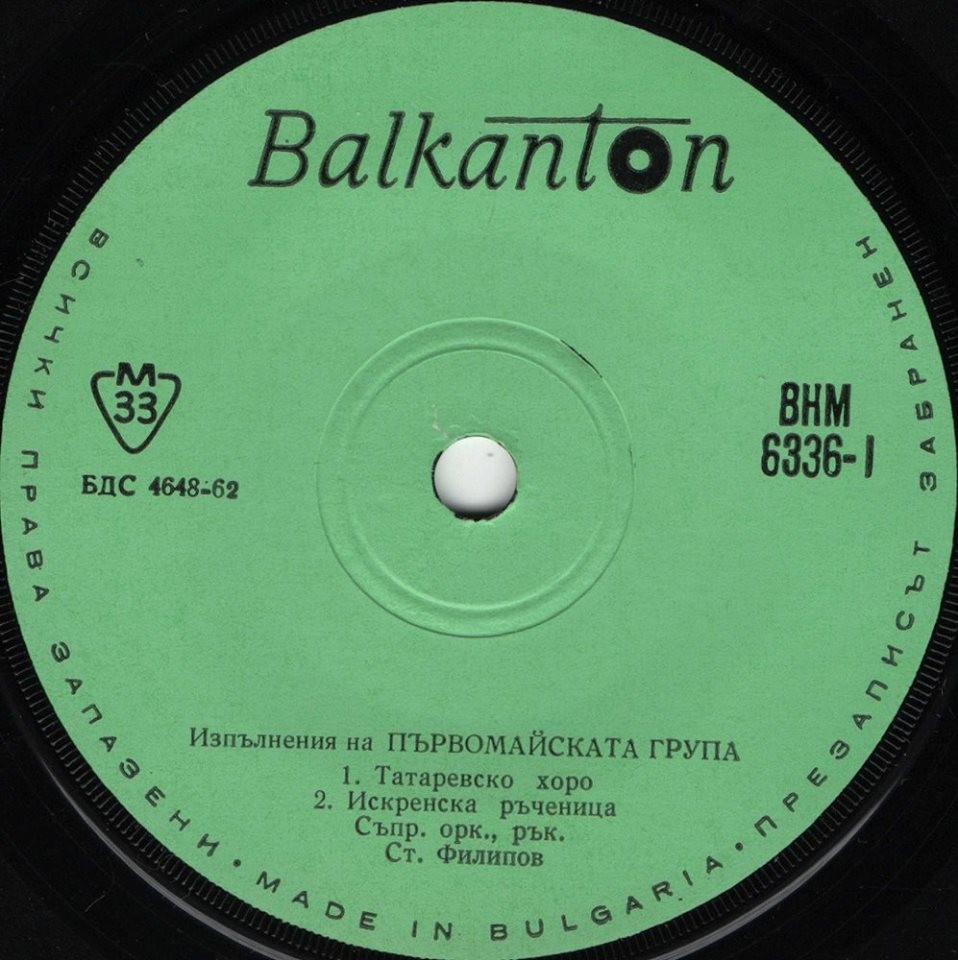 Balkanton
M
33
БДС 4648-62
ВНМ
6336-I
Изпълнения на ПЪРВОМАЙСКАТА ГРУПА
1. Татаревско хоро
2. Искренска ръченица
Съпр. орк., рък.
Ст. Филипов
ВСИЧКИ ПРАВА ЗАПАЗЕНИ • MADE IN BULGARIA • ПРЕЗАПИСЪТ ЗАБРАНЕН